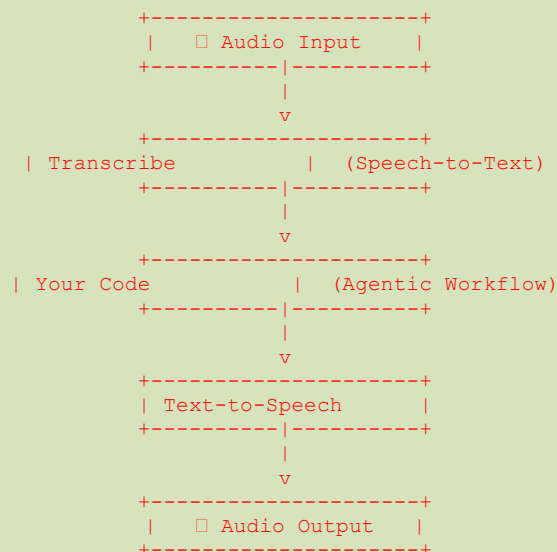 +----------------------+
| □ Audio Input |
+----------|----------+
|
v
+----------------------+
| Transcribe | (Speech-to-Text)
+----------|----------+
|
v
+----------------------+
| Your Code | (Agentic Workflow)
+----------|----------+
|
v
+----------------------+
| Text-to-Speech |
+----------|----------+
|
v
+----------------------+
| □ Audio Output |
+----------------------+